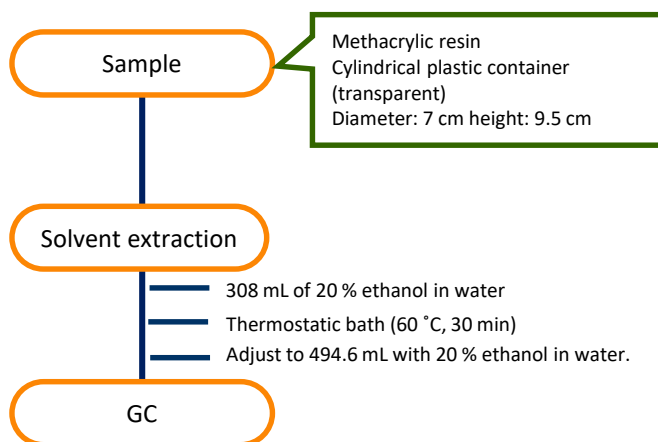 Sample
Methacrylic resin
Cylindrical plastic container
(transparent)
Diameter: 7 cm height: 9.5 cm
Solvent extraction
308 mL of 20 % ethanol in water
Thermostatic bath (60 ˚C, 30 min)
Adjust to 494.6 mL with 20 % ethanol in water.
GC